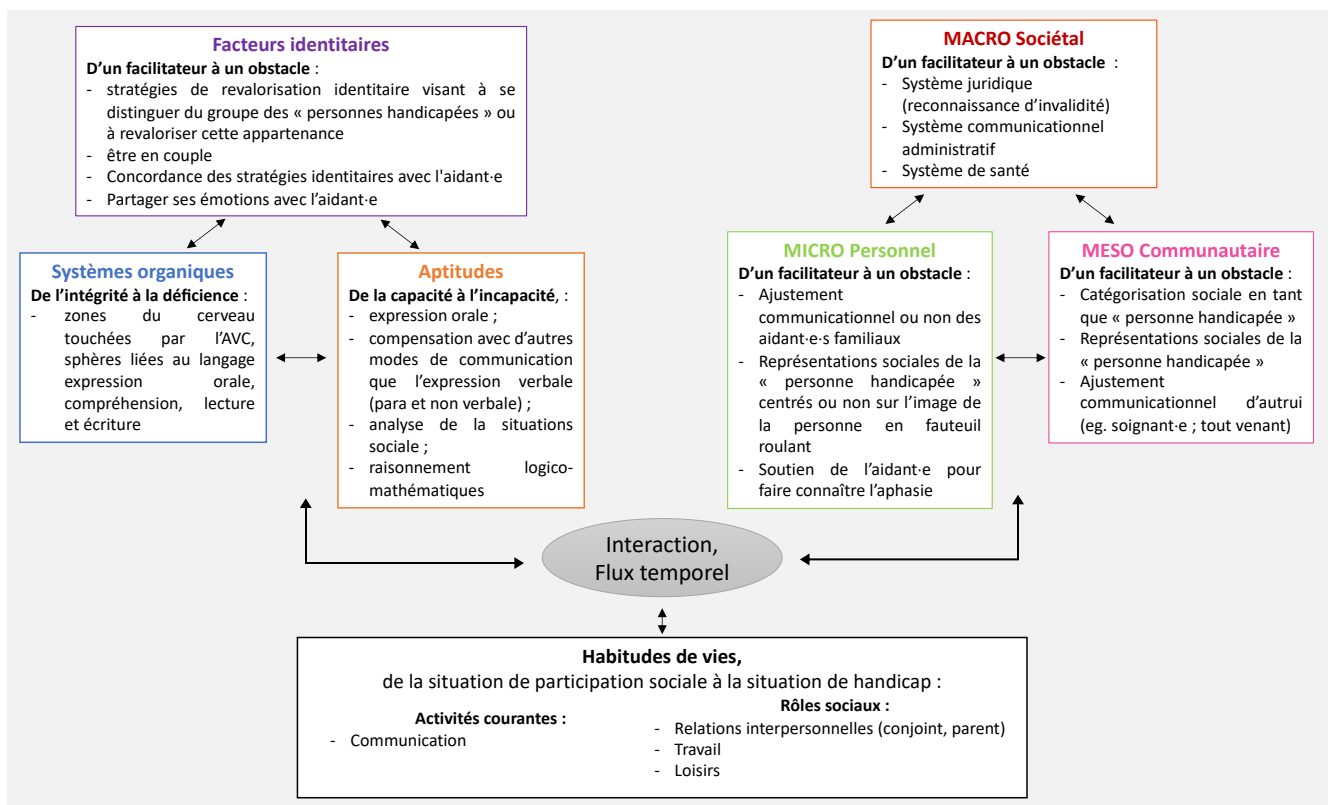 Facteurs identitaires
D'un facilitateur à un obstacle :
- stratégies de revalorisation identitaire visant à se
distinguer du groupe des « personnes handicapées » ou
à revaloriser cette appartenance
- être en couple
- Concordance des stratégies identitaires avec l'aidant·e
- Partager ses émotions avec l'aidant·e
MACRO Sociétal
D'un facilitateur à un obstacle :
- Système juridique
(reconnaissance d'invalidité)
- Système communicationnel
administratif
- Système de santé
Systèmes organiques
De l'intégrité à la déficience :
- zones du cerveau
touchées par l'AVC,
sphères liées au langage
expression orale,
compréhension, lecture
et écriture
Aptitudes
De la capacité à l'incapacité, :
- expression orale ;
- compensation avec d'autres
modes de communication
que l'expression verbale
(para et non verbale) ;
- analyse de la situations
sociale ;
- raisonnement logico-
mathématiques
MICRO Personnel
D'un facilitateur à un obstacle :
- Ajustement
communicationnel ou non des
aidant·e·s familiaux
- Représentations sociales de la
« personne handicapée »
centrés ou non sur l'image de
la personne en fauteuil
roulant
- Soutien de l'aidant·e pour
faire connaître l'aphasie
MESO Communautaire
D'un facilitateur à un obstacle :
- Catégorisation sociale en tant
que « personne handicapée »
- Représentations sociales de la
« personne handicapée »
- Ajustement
communicationnel d'autrui
(eg. soignant·e ; tout venant)
Interaction,
Flux temporel
Habitudes de vies,
de la situation de participation sociale à la situation de handicap :
Activités courantes :
- Communication
Rôles sociaux :
- Relations interpersonnelles (conjoint, parent)
- Travail
- Loisirs